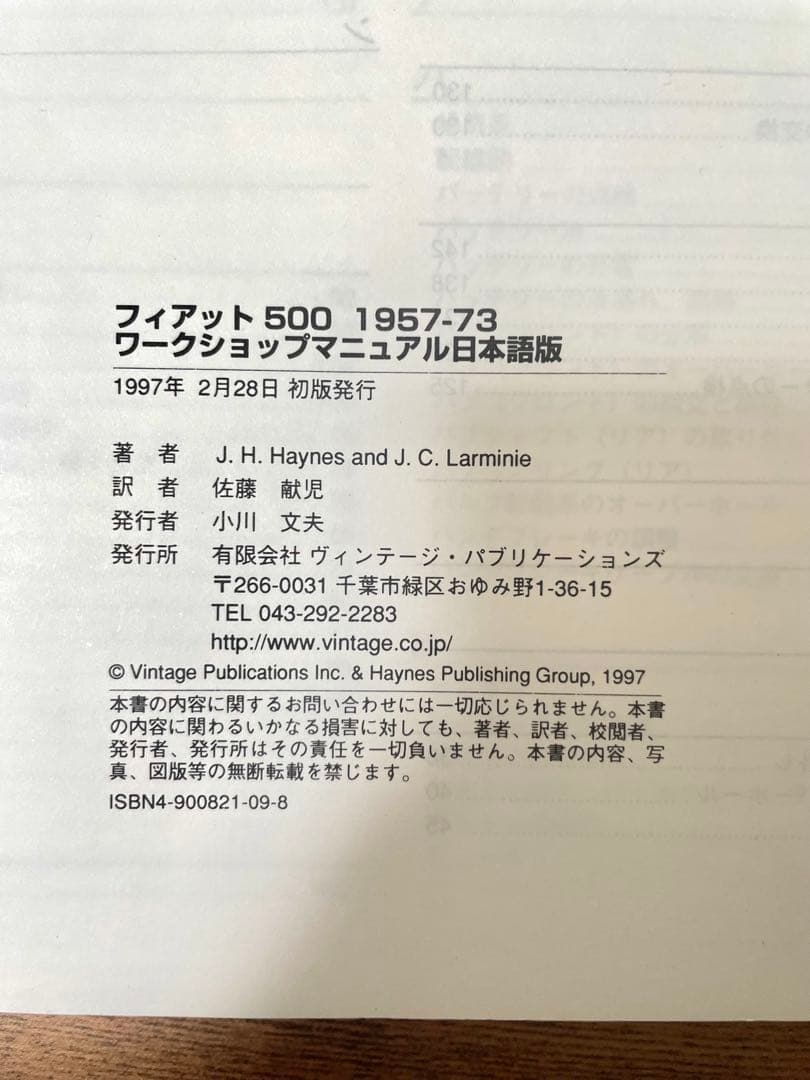 フィアット 500 1957-73
ワークショップマニュアル日本語版
1997年 2月28日 初版発行
著 者 J. H. Haynes and J. C. Larminie
訳 者 佐藤 献児
発行者 小川 文夫
発行所 有限会社 ヴィンテージ・パブリケーションズ
〒266-0031 千葉市緑区おゆみ野1-36-15
TEL 043-292-2283
http://www.vintage.co.jp/
© Vintage Publications Inc. & Haynes Publishing Group, 1997
本書の内容に関するお問い合わせには一切応じられません。本書
の内容に関わるいかなる損害に対しても、著者、訳者、校閲者、
発行者、発行所はその責任を一切負いません。本書の内容、写
真、図版等の無断転載を禁じます。
ISBN4-900821-09-8